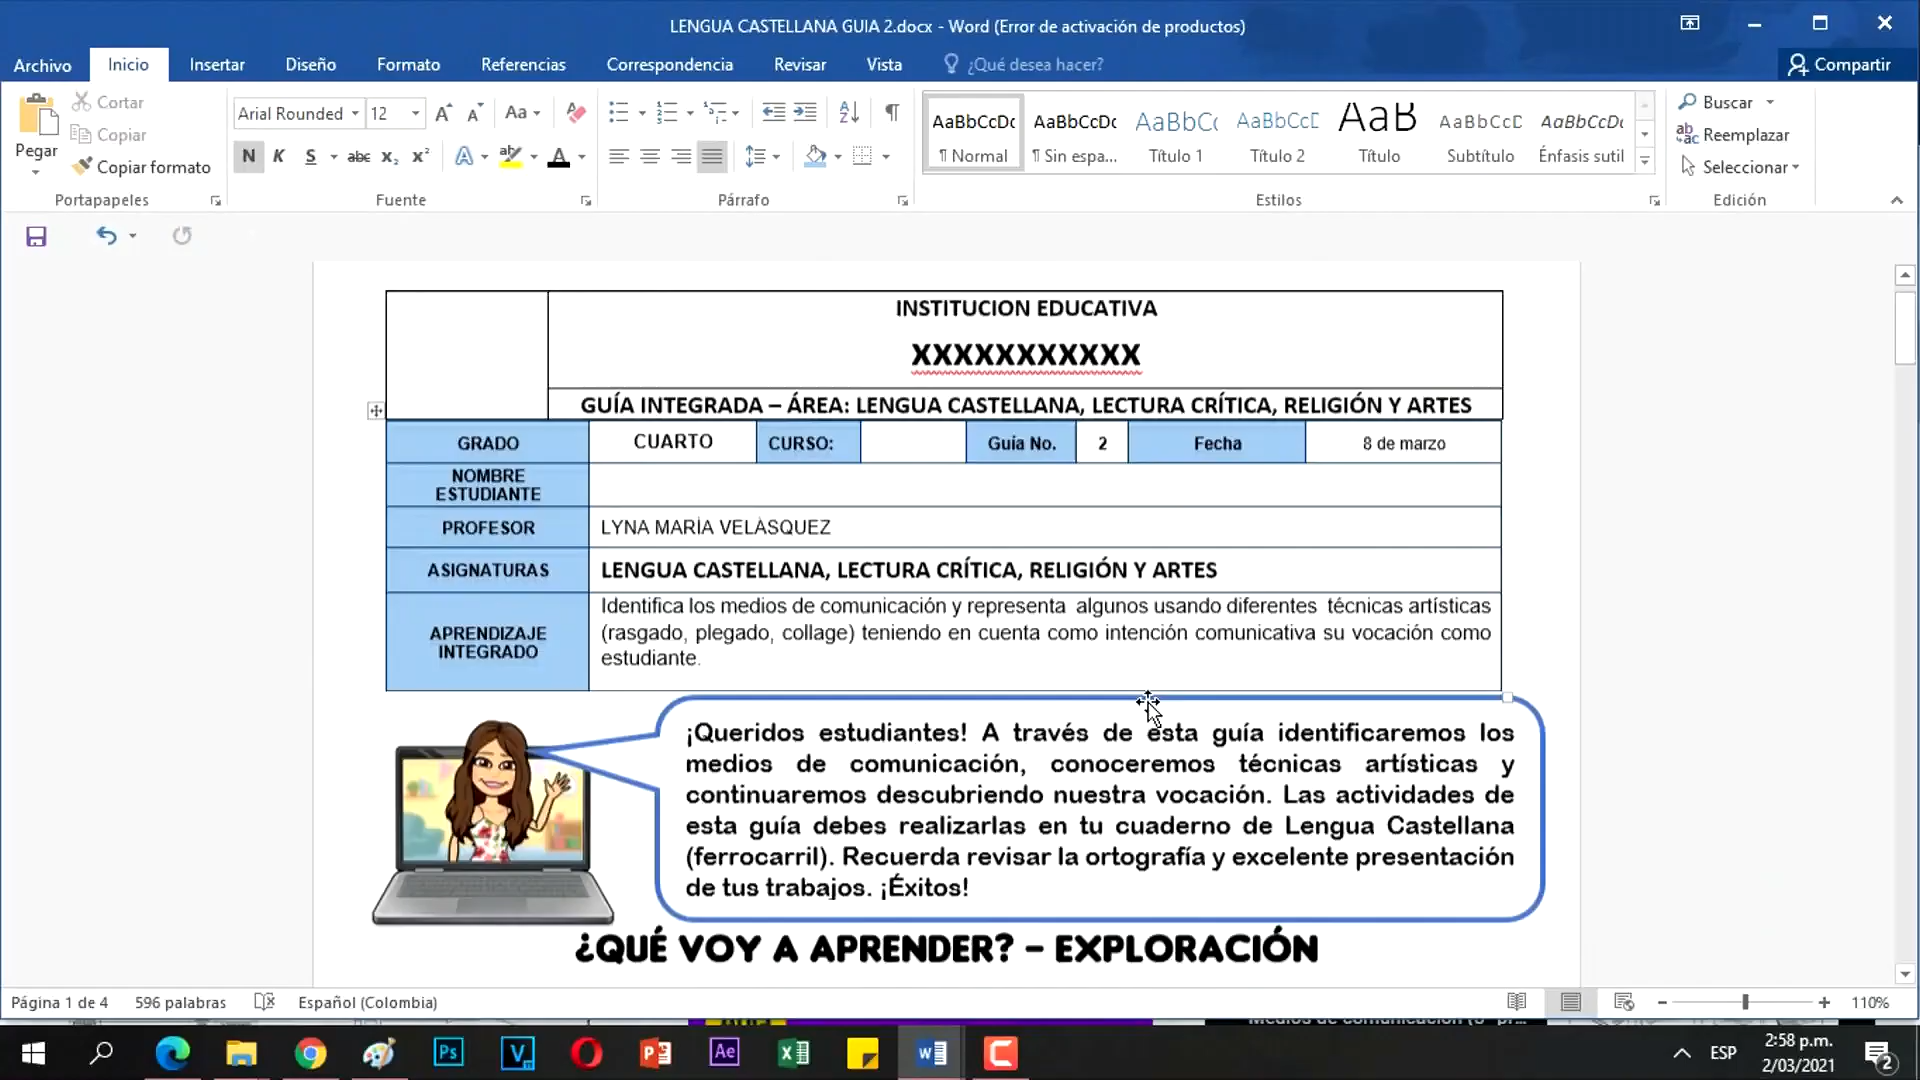 LENGUA CASTELLANA GUIA 2.docx - Word (Error de activación de productos)
Archivo Inicio Insertar Diseño Formato Referencias Correspondencia Revisar Vista ¿Qué desea hacer? Compartir
Pegar
Cortar
Copiar
Copiar formato
Portapapeles
Arial Rounded 12 Aa
N K S abc x₂ x² A A
Fuente
Párrafo
AaBbCcDc AaBbCcDc AaBbC AaBbCcD AaB AaBbCcD AaBbCcDc
¶ Normal ¶ Sin espa... Título 1 Título 2 Título Subtítulo Énfasis sutil
Estilos
Buscar
Reemplazar
Seleccionar
Edición
INSTITUCION EDUCATIVA
XXXXXXXXXXX
GUÍA INTEGRADA – ÁREA: LENGUA CASTELLANA, LECTURA CRÍTICA, RELIGIÓN Y ARTES
GRADO CUARTO CURSO: Guía No. 2 Fecha 8 de marzo
NOMBRE
ESTUDIANTE
PROFESOR LYNA MARÍA VELÁSQUEZ
ASIGNATURAS LENGUA CASTELLANA, LECTURA CRÍTICA, RELIGIÓN Y ARTES
APRENDIZAJE
INTEGRADO
Identifica los medios de comunicación y representa algunos usando diferentes técnicas artísticas
(rasgado, plegado, collage) teniendo en cuenta como intención comunicativa su vocación como
estudiante.
¡Queridos estudiantes! A través de esta guía identificaremos los
medios de comunicación, conoceremos técnicas artísticas y
continuaremos descubriendo nuestra vocación. Las actividades de
esta guía debes realizarlas en tu cuaderno de Lengua Castellana
(ferrocarril). Recuerda revisar la ortografía y excelente presentación
de tus trabajos. ¡Éxitos!
¿QUÉ VOY A APRENDER? – EXPLORACIÓN
Página 1 de 4 596 palabras Español (Colombia) 110%
Ps V Ae ESP
2:58 p.m.
2/03/2021
2